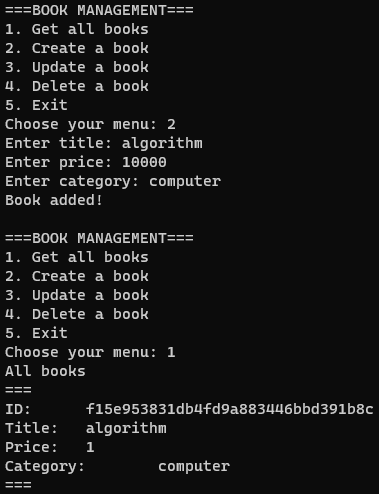 ===BOOK MANAGEMENT===
1. Get all books
2. Create a book
3. Update a book
4. Delete a book
5. Exit
Choose your menu: 2
Enter title: algorithm
Enter price: 10000
Enter category: computer
Book added!

===BOOK MANAGEMENT===
1. Get all books
2. Create a book
3. Update a book
4. Delete a book
5. Exit
Choose your menu: 1
All books
===
ID:      f15e953831db4fd9a883446bbd391b8c
Title:   algorithm
Price:   1
Category:        computer
===